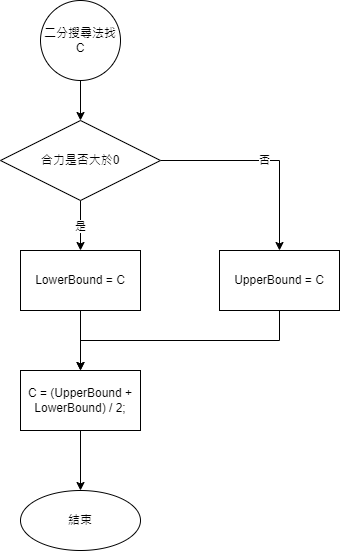 二分搜尋法找
C
合力是否大於0
否
是
LowerBound = C
UpperBound = C
C = (UpperBound +
LowerBound) / 2;
結束